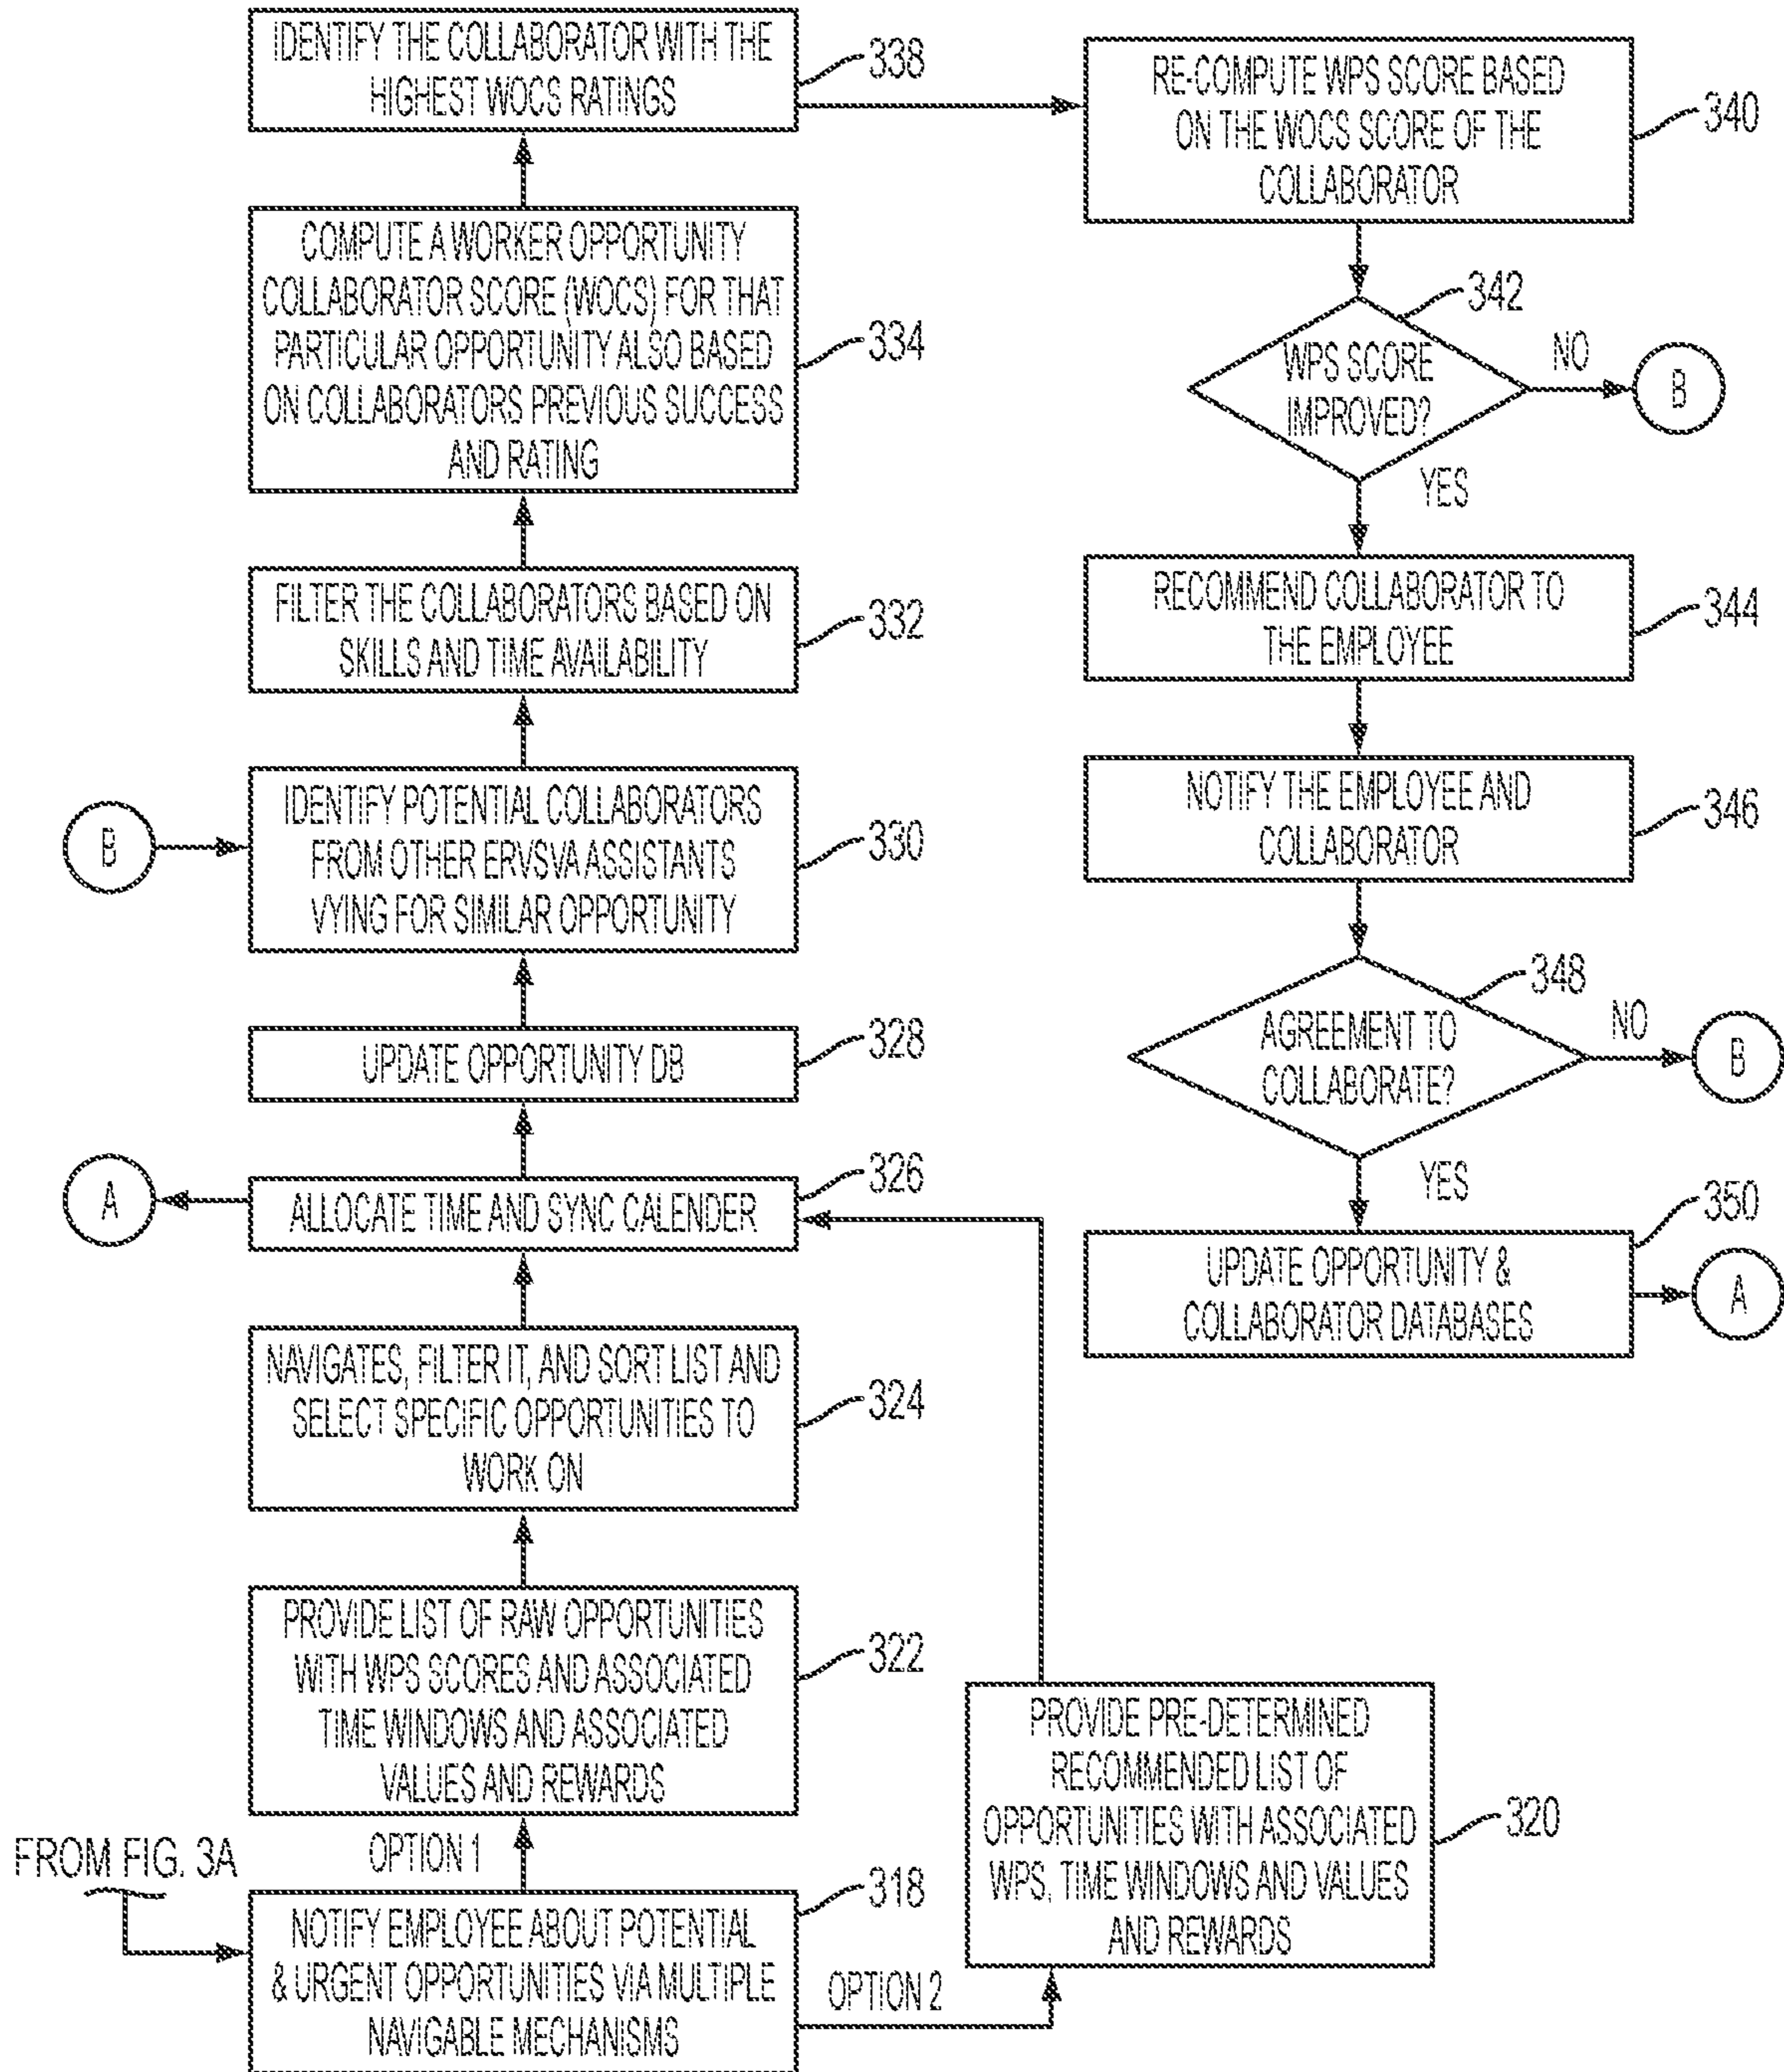 IDENTIFY THE COLLABORATOR WITH THE
HIGHEST WOCS RATINGS
338
COMPUTE A WORKER OPPORTUNITY
COLLABORATOR SCORE (WOCS) FOR THAT
PARTICULAR OPPORTUNITY ALSO BASED
ON COLLABORATORS PREVIOUS SUCCESS
AND RATING
334
FILTER THE COLLABORATORS BASED ON
SKILLS AND TIME AVAILABILITY
332
B
IDENTIFY POTENTIAL COLLABORATORS
FROM OTHER ERVSVA ASSISTANTS
VYING FOR SIMILAR OPPORTUNITY
330
UPDATE OPPORTUNITY DB
328
A
ALLOCATE TIME AND SYNC CALENDER
326
NAVIGATES, FILTER IT, AND SORT LIST AND
SELECT SPECIFIC OPPORTUNITIES TO
WORK ON
324
PROVIDE LIST OF RAW OPPORTUNITIES
WITH WPS SCORES AND ASSOCIATED
TIME WINDOWS AND ASSOCIATED
VALUES AND REWARDS
322
FROM FIG. 3A
OPTION 1
NOTIFY EMPLOYEE ABOUT POTENTIAL
& URGENT OPPORTUNITIES VIA MULTIPLE
NAVIGABLE MECHANISMS
318
OPTION 2
PROVIDE PRE-DETERMINED
RECOMMENDED LIST OF
OPPORTUNITIES WITH ASSOCIATED
WPS, TIME WINDOWS AND VALUES
AND REWARDS
320
RE-COMPUTE WPS SCORE BASED
ON THE WOCS SCORE OF THE
COLLABORATOR
340
342
WPS SCORE
IMPROVED?
NO
B
YES
RECOMMEND COLLABORATOR TO
THE EMPLOYEE
344
NOTIFY THE EMPLOYEE AND
COLLABORATOR
346
348
AGREEMENT TO
COLLABORATE?
NO
B
YES
350
UPDATE OPPORTUNITY &
COLLABORATOR DATABASES
A